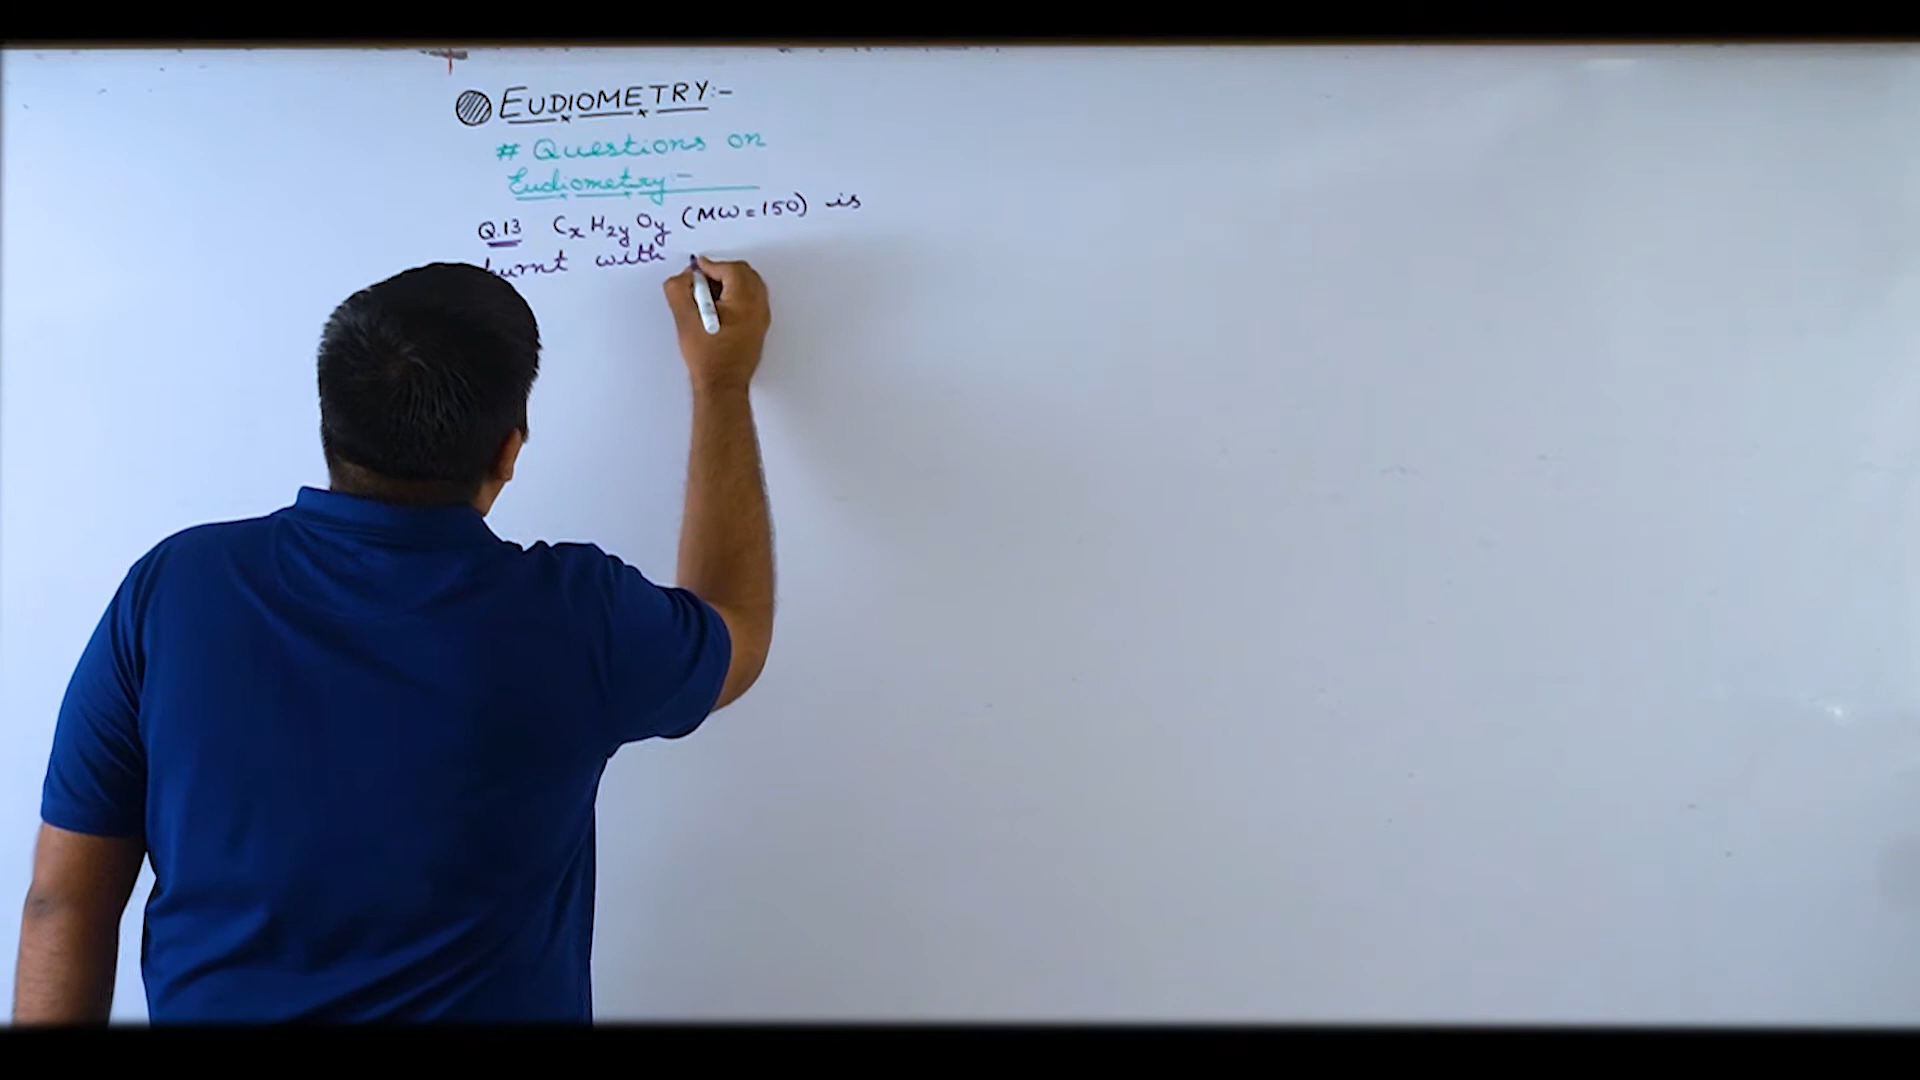 EUDIOMETRY:-
# Questions on
Eudiometry:-
Q.13 CxH2yOy (MW=150) is
burnt with